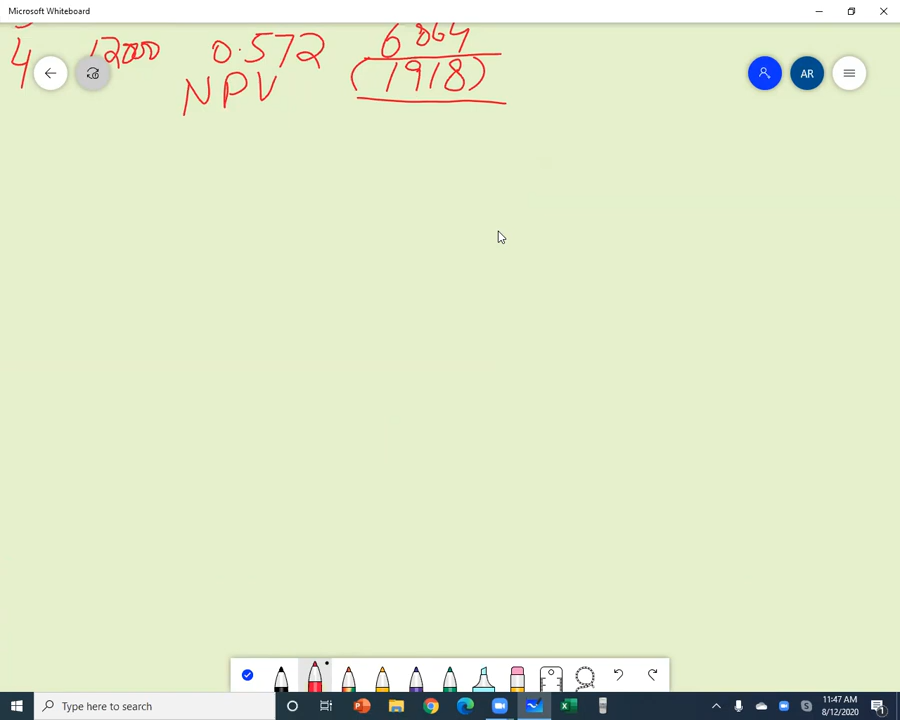 Microsoft Whiteboard
4 12000 0.572 6864
NPV (1918)
AR
Type here to search
11:47 AM
8/12/2020
1